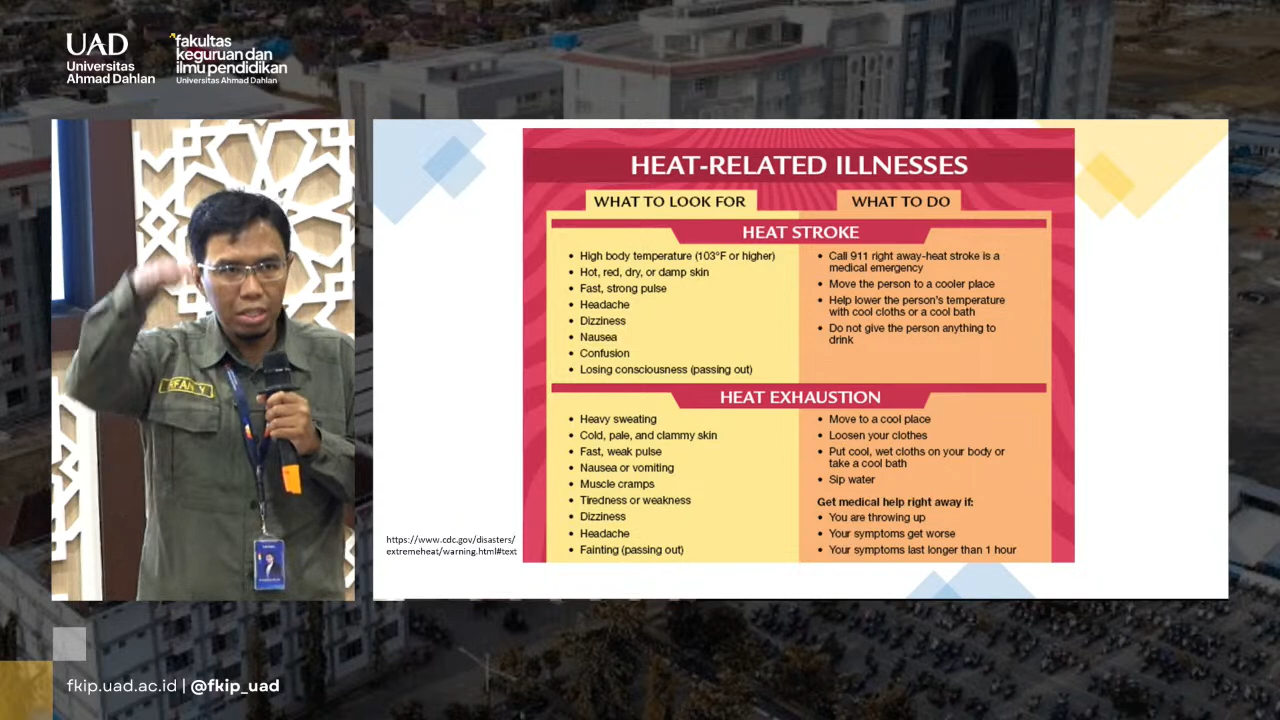 UAD
Universitas
Ahmad Dahlan
fakultas
keguruan dan
ilmu pendidikan
Universitas Ahmad Dahlan
HEAT-RELATED ILLNESSES
WHAT TO LOOK FOR
WHAT TO DO
HEAT STROKE
• High body temperature (103°F or higher)
• Hot, red, dry, or damp skin
• Fast, strong pulse
• Headache
• Dizziness
• Nausea
• Confusion
• Losing consciousness (passing out)
• Call 911 right away-heat stroke is a
medical emergency
• Move the person to a cooler place
• Help lower the person's temperature
with cool cloths or a cool bath
• Do not give the person anything to
drink
HEAT EXHAUSTION
• Heavy sweating
• Cold, pale, and clammy skin
• Fast, weak pulse
• Nausea or vomiting
• Muscle cramps
• Tiredness or weakness
• Dizziness
• Headache
• Fainting (passing out)
• Move to a cool place
• Loosen your clothes
• Put cool, wet cloths on your body or
take a cool bath
• Sip water
Get medical help right away if:
• You are throwing up
• Your symptoms get worse
• Your symptoms last longer than 1 hour
https://www.cdc.gov/disasters/
extremeheat/warning.html#text
fkip.uad.ac.id | @fkip_uad